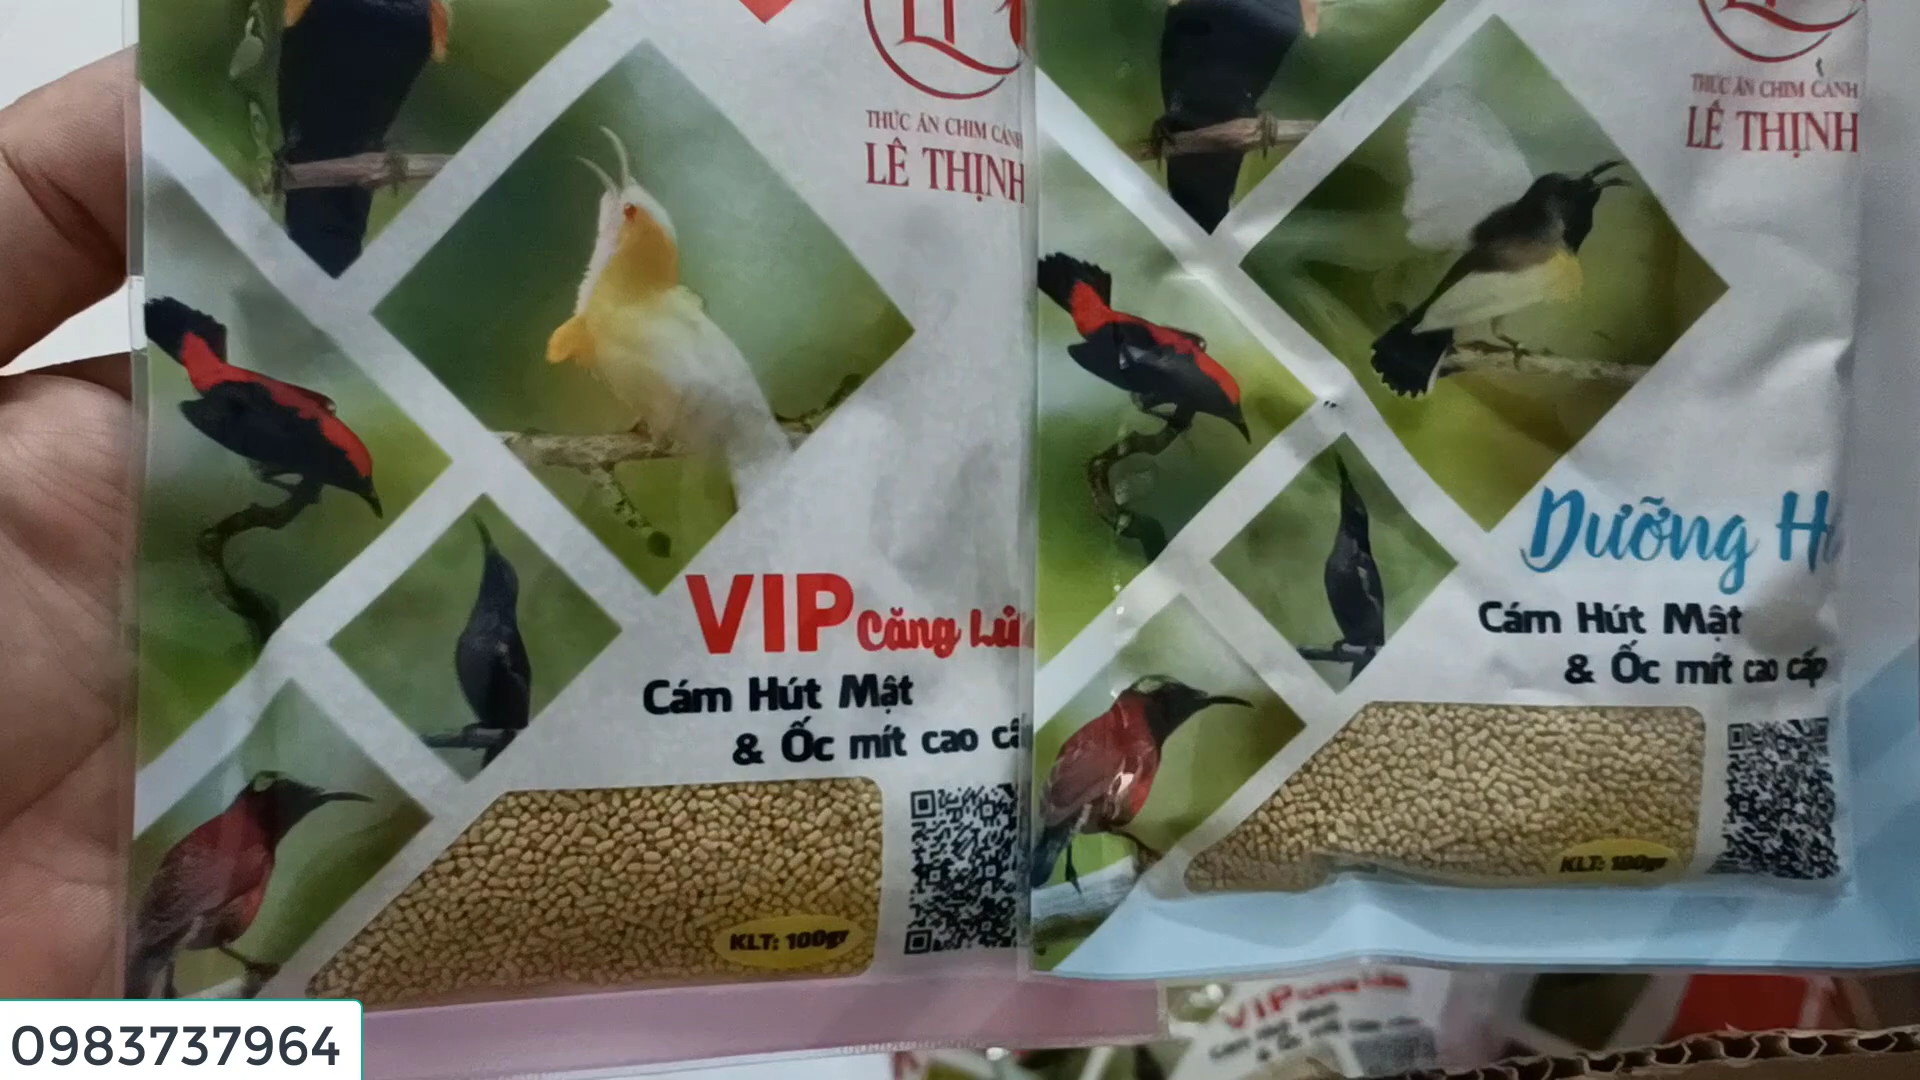 THỨC ĂN CHIM CẢNH
LÊ THỊNH
VIP Căng
Cám Hút Mật
& Ốc mít cao
KLT: 100gr
THỨC ĂN CHIM CẢNH
LÊ THỊNH
Dưỡng
Cám Hút Mật
& Ốc mít cao cấp
KLT: 100gr
VIP
0983737964